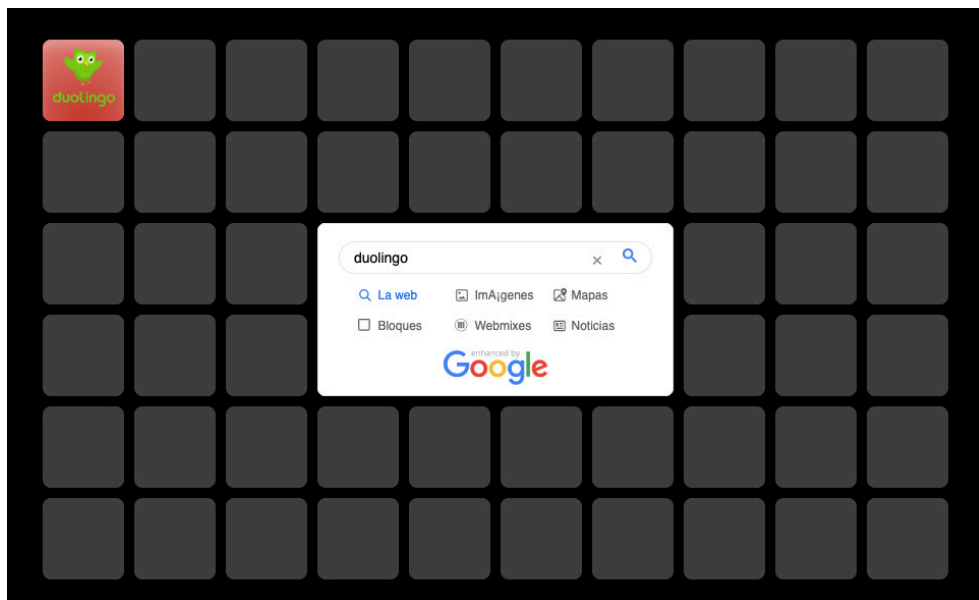 duolingo
duolingo
La web ImA¡genes Mapas
Bloques Webmixes Noticias
enhanced by
Google